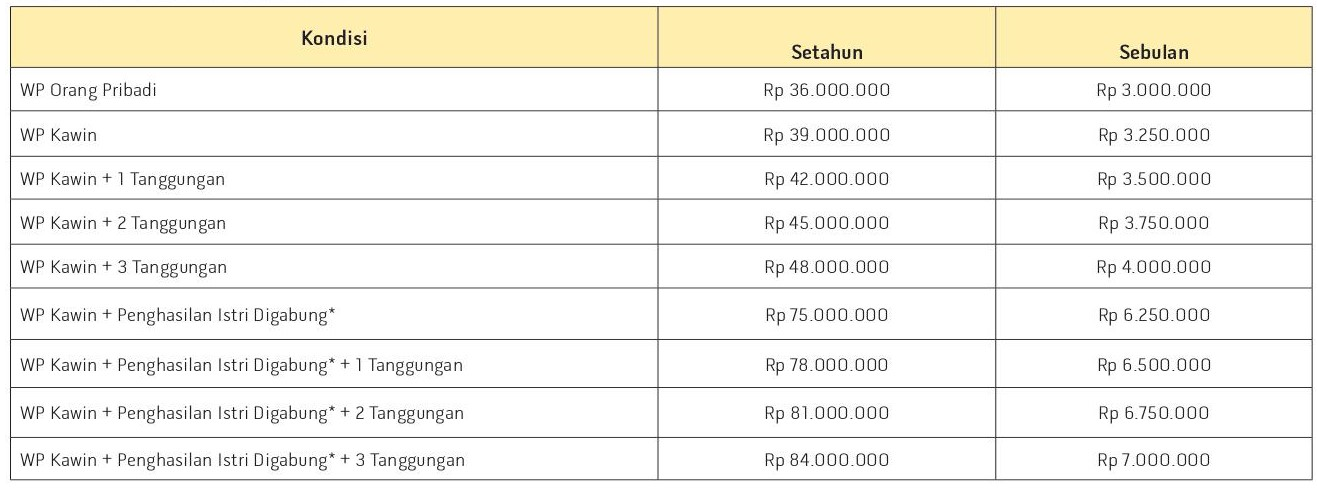 Kondisi Setahun Sebulan
WP Orang Pribadi Rp 36.000.000 Rp 3.000.000
WP Kawin Rp 39.000.000 Rp 3.250.000
WP Kawin + 1 Tanggungan Rp 42.000.000 Rp 3.500.000
WP Kawin + 2 Tanggungan Rp 45.000.000 Rp 3.750.000
WP Kawin + 3 Tanggungan Rp 48.000.000 Rp 4.000.000
WP Kawin + Penghasilan Istri Digabung* Rp 75.000.000 Rp 6.250.000
WP Kawin + Penghasilan Istri Digabung* + 1 Tanggungan Rp 78.000.000 Rp 6.500.000
WP Kawin + Penghasilan Istri Digabung* + 2 Tanggungan Rp 81.000.000 Rp 6.750.000
WP Kawin + Penghasilan Istri Digabung* + 3 Tanggungan Rp 84.000.000 Rp 7.000.000